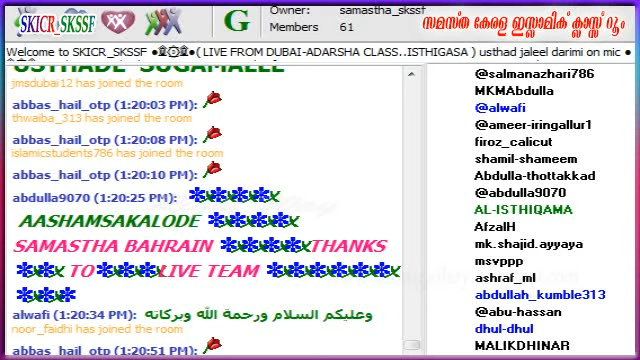 SKICR_SKSSF
G
Owner: samastha_skssf
Members 61
സമസ്ത കേരള ഇസ്ലാമിക് ക്ലാസ്സ് റൂം
Welcome to SKICR_SKSSF ●۩۞۩●( LIVE FROM DUBAI-ADARSHA CLASS..ISTHIGASA ) usthad jaleel darimi on mic ●
USTHADE SUGAMALLE
jmsdubai12 has joined the room
abbas_hail_otp (1:20:03 PM):
thwaiba_313 has joined the room
abbas_hail_otp (1:20:08 PM):
islamicstudents786 has joined the room
abbas_hail_otp (1:20:10 PM):
abdulla9070 (1:20:25 PM):
AASHAMSAKALODE
SAMASTHA BAHRAIN THANKS
TO LIVE TEAM
alwafi (1:20:34 PM): وعليكم السلام ورحمة الله وبركاته
noor_faidhi has joined the room
abbas_hail_otp (1:20:51 PM):
@salmanazhari786
MKMAbdulla
@alwafi
@ameer-iringallur1
firoz_calicut
shamil-shameem
Abdulla-thottakkad
@abdulla9070
AL-ISTHIQAMA
AfzalH
mk.shajid.ayyaya
msvppp
ashraf_ml
abdullah_kumble313
@abu-hassan
dhul-dhul
MALIKDHINAR